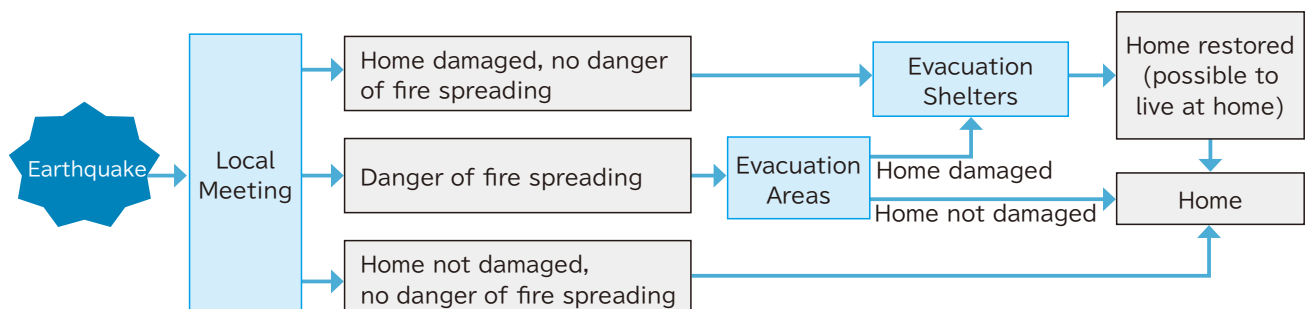 Earthquake
Local
Meeting
Home damaged, no danger
of fire spreading
Danger of fire spreading
Home not damaged,
no danger of fire spreading
Evacuation
Areas
Home damaged
Home not damaged
Evacuation
Shelters
Home restored
(possible to
live at home)
Home